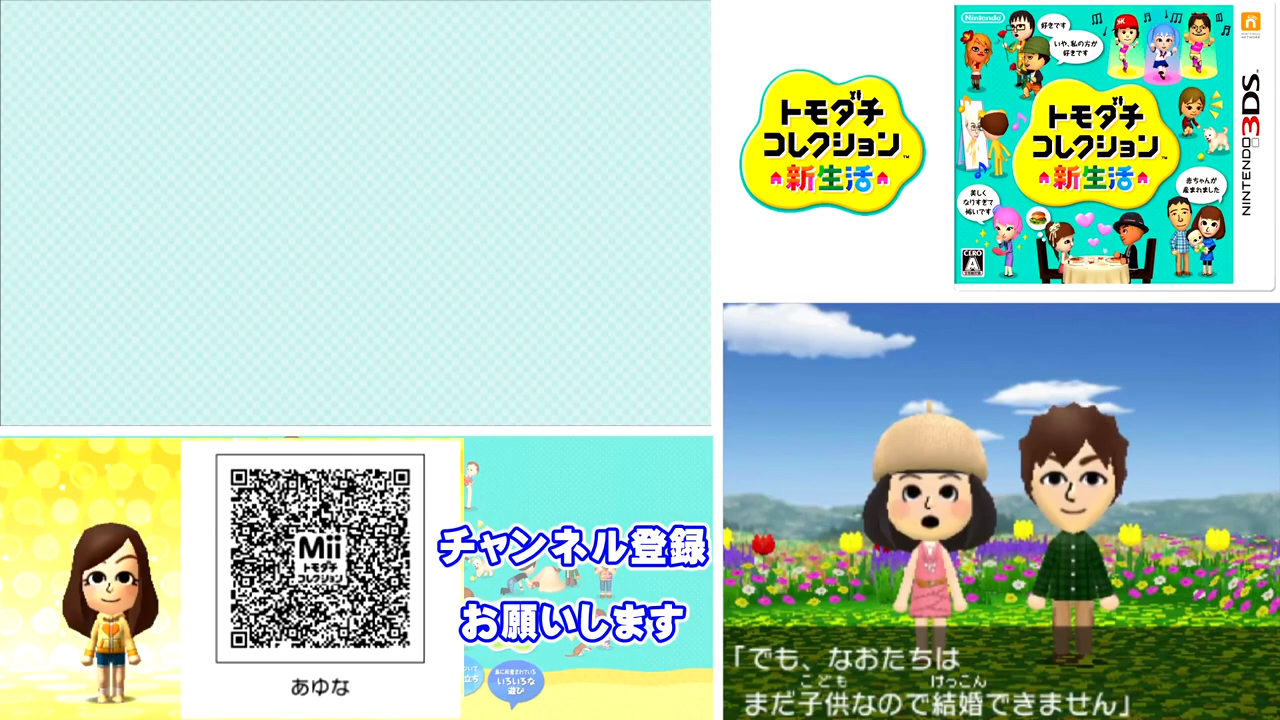 トモダチ
コレクション
新生活
TM
Nintendo
好きです
いや、私の方が
好きです
SK
トモダチ
コレクション
新生活
TM
赤ちゃんが
産まれました
美しく
なりすぎて
怖いです
CERO
A
NINTENDO 3DS
Mii
トモダチ
コレクション
あゆな
チャンネル登録
お願いします
いろいろな
遊び
「でも、なおたちは
こども けっこん
まだ子供なので結婚できません」